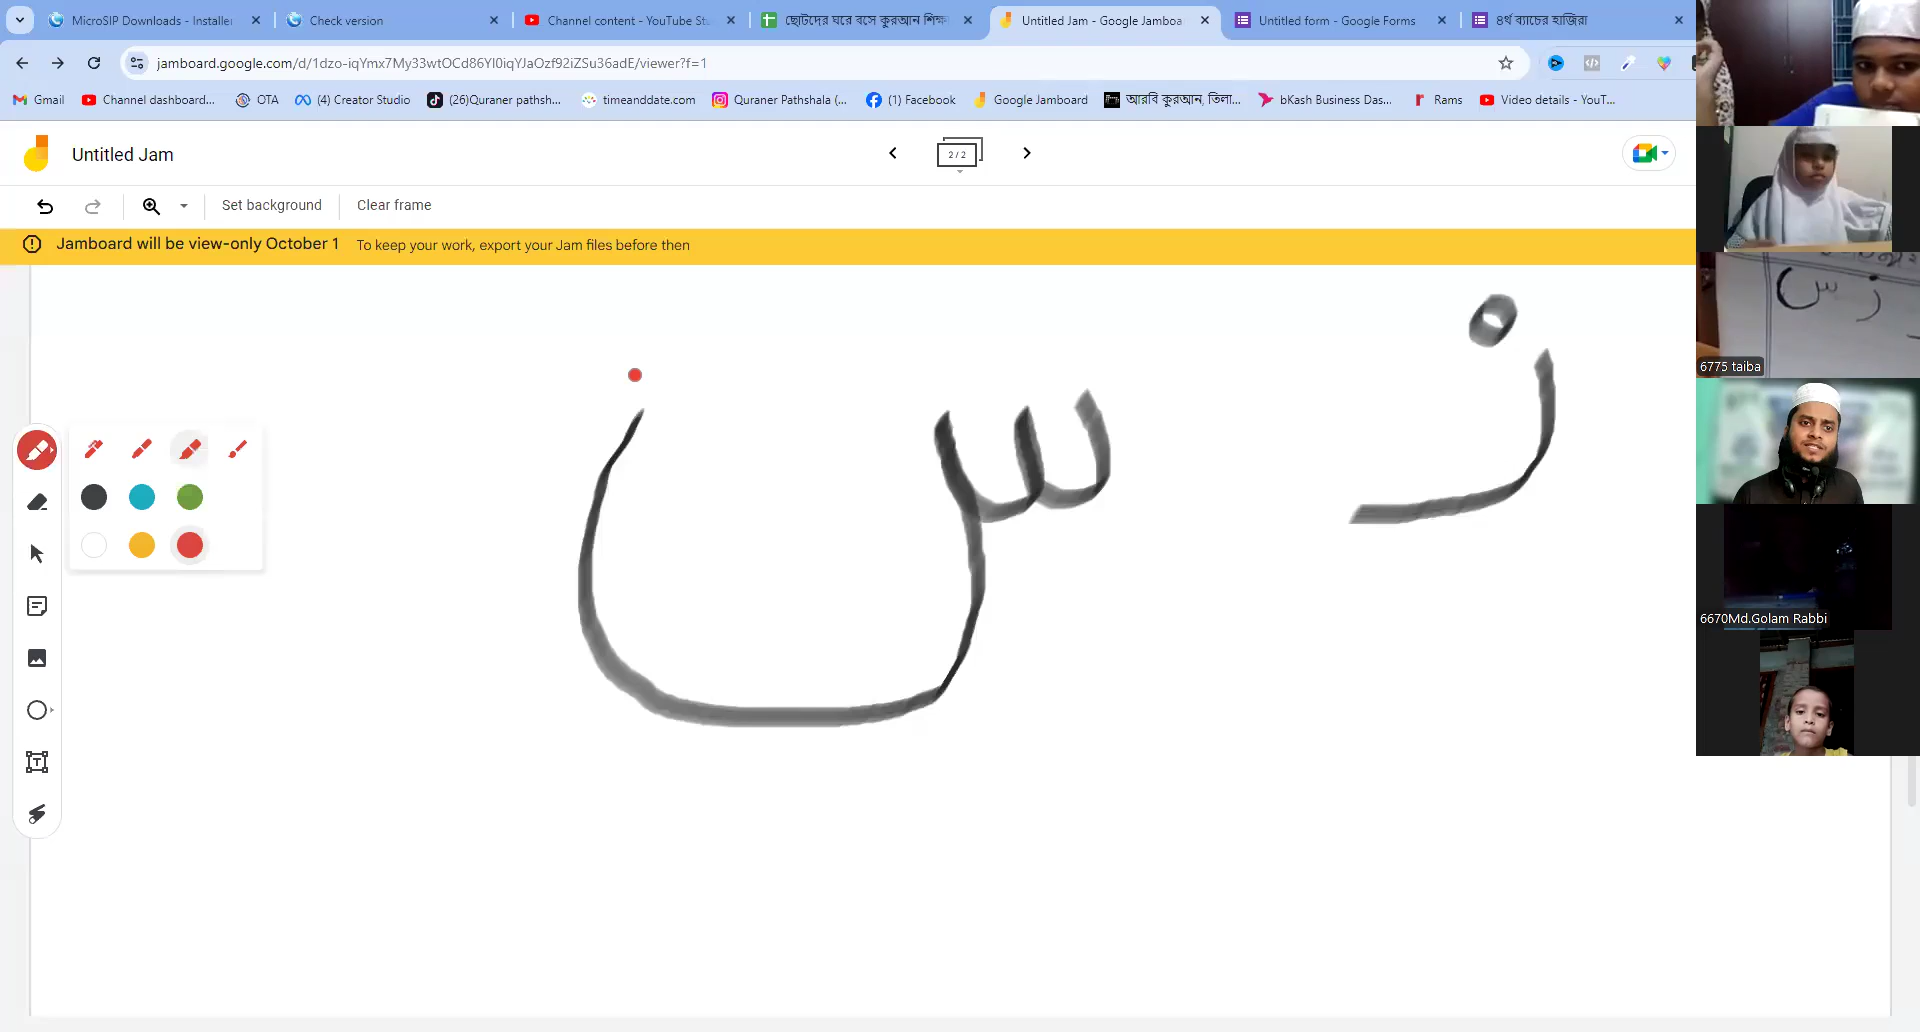 MicroSIP Downloads - Installer
Check version
Channel content - YouTube St
ছোটদের ঘরে বসে কুরআন শিক্ষ
Untitled Jam - Google Jamboa
Untitled form - Google Forms
৪র্থ ব্যাচের হাজিরা
jamboard.google.com/d/1dzo-iqYmx7My33wtOCd86Yl0iqYJaOzf92iZSu36adE/viewer?f=1
Gmail
Channel dashboard...
OTA
(4) Creator Studio
(26)Quraner pathsh...
timeanddate.com
Quraner Pathshala (...
(1) Facebook
Google Jamboard
আরবি কুরআন, তিলা...
bKash Business Das...
Rams
Video details - YouT...
Untitled Jam
2 / 2
Set background
Clear frame
Jamboard will be view-only October 1 To keep your work, export your Jam files before then
ز س
ز س
6775 taiba
6670Md.Golam Rabbi